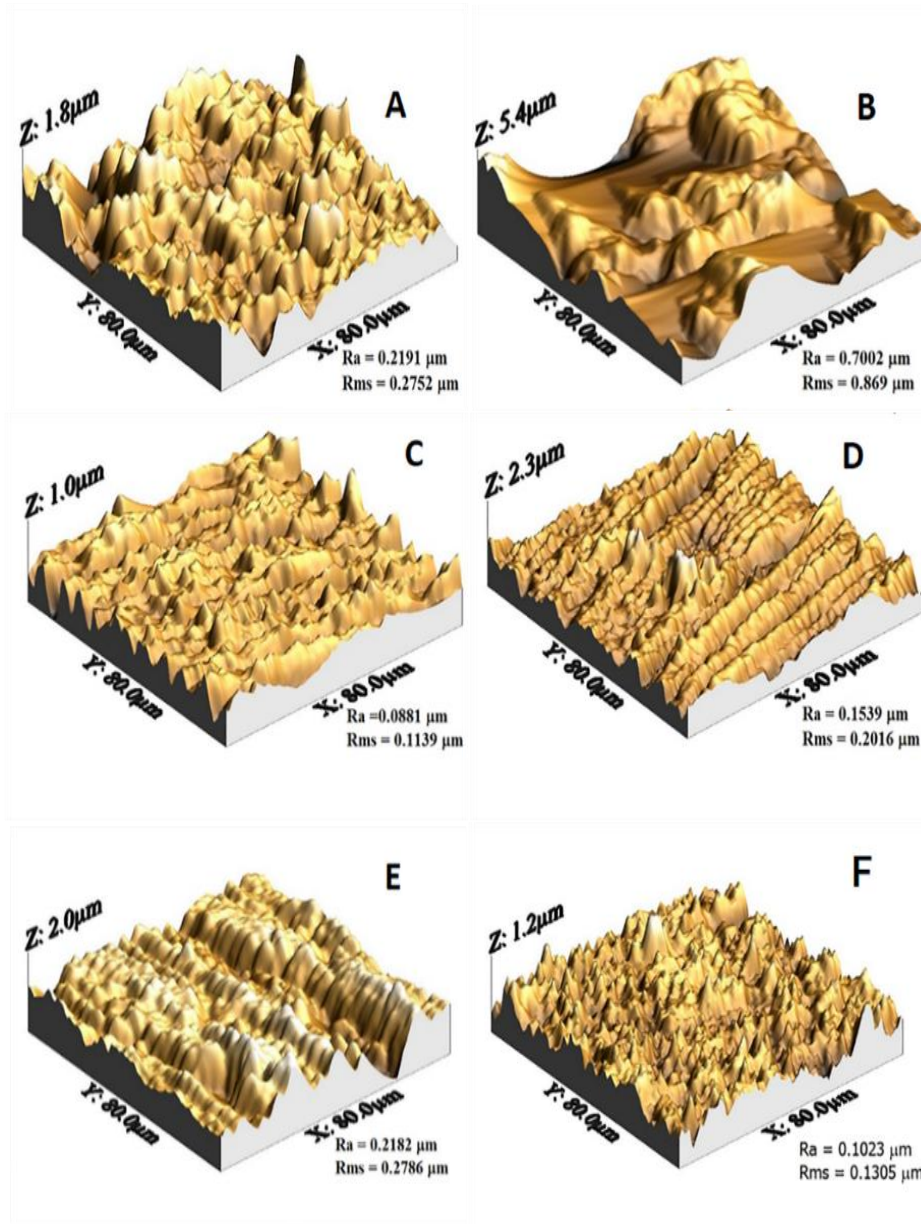 A
Z: 1.8μm
Y: 80.0μm
X: 80.0μm
Ra = 0.2191 μm
Rms = 0.2752 μm
B
Z: 5.4μm
Y: 80.0μm
X: 80.0μm
Ra = 0.7002 μm
Rms = 0.869 μm
C
Z: 1.0μm
Y: 80.0μm
X: 80.0μm
Ra =0.0881 μm
Rms = 0.1139 μm
D
Z: 2.3μm
Y: 80.0μm
X: 80.0μm
Ra = 0.1539 μm
Rms = 0.2016 μm
E
Z: 2.0μm
Y: 80.0μm
X: 80.0μm
Ra = 0.2182 μm
Rms = 0.2786 μm
F
Z: 1.2μm
Y: 80.0μm
X: 80.0μm
Ra = 0.1023 μm
Rms = 0.1305 μm